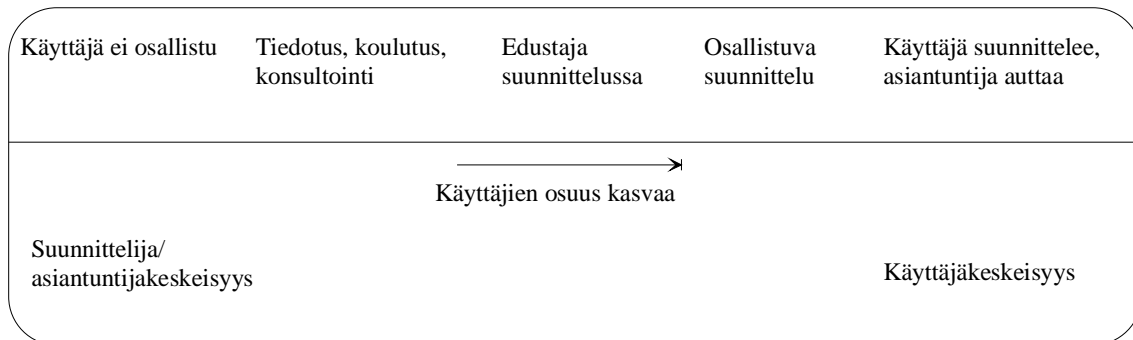 Käyttäjä ei osallistu
Tiedotus, koulutus,
konsultointi
Edustaja
suunnittelussa
Osallistuva
suunnittelu
Käyttäjä suunnittelee,
asiantuntija auttaa
Käyttäjien osuus kasvaa
Suunnittelija/
asiantuntijakeskeisyys
Käyttäjäkeskeisyys